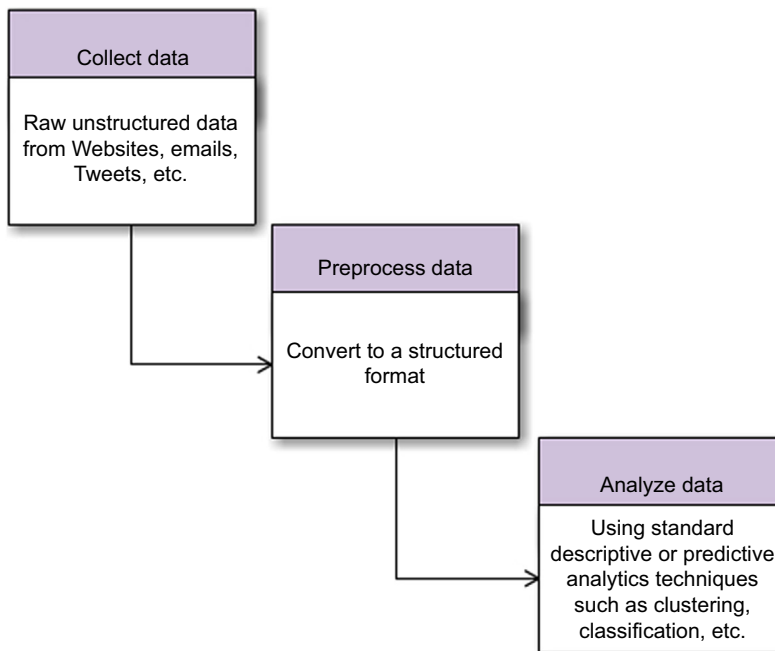 Collect data
Raw unstructured data
from Websites, emails,
Tweets, etc.
Preprocess data
Convert to a structured
format
Analyze data
Using standard
descriptive or predictive
analytics techniques
such as clustering,
classification, etc.